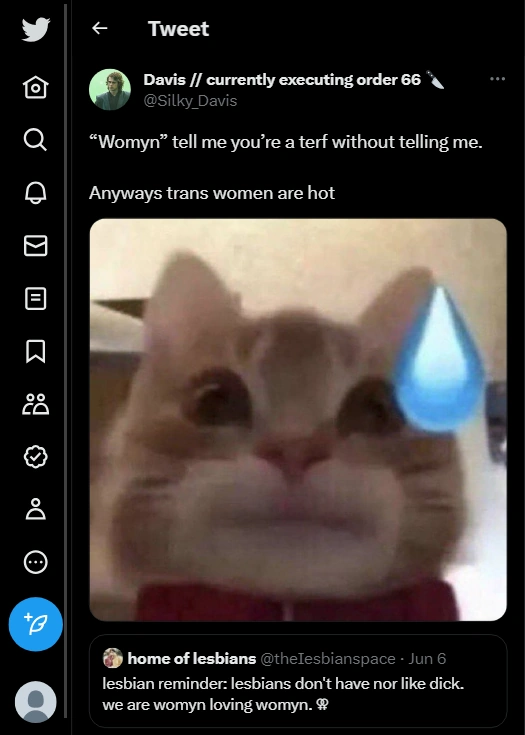 Tweet
Davis // currently executing order 66 🔪
@Silky_Davis
“Womyn” tell me you’re a terf without telling me.
Anyways trans women are hot
home of lesbians @theIesbianspace · Jun 6
lesbian reminder: lesbians don't have nor like dick.
we are womyn loving womyn. ⚢